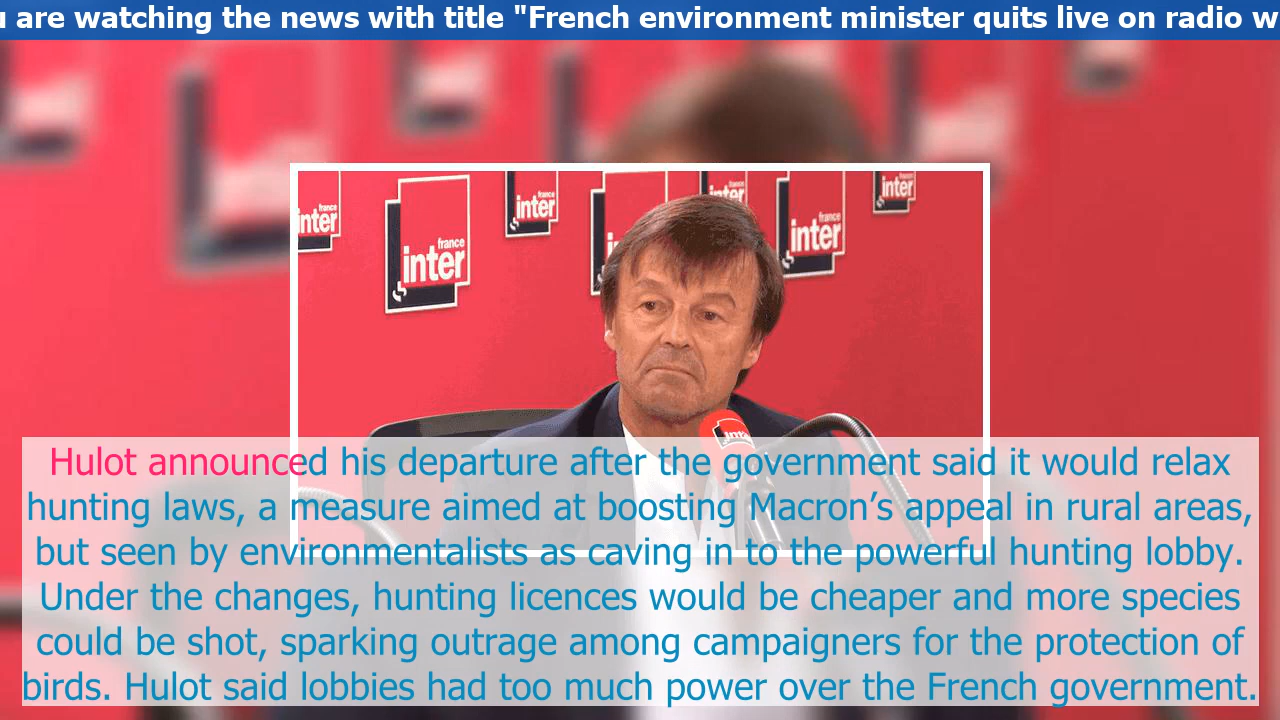 are watching the news with title "French environment minister quits live on radio w
france
inter
france
inter
france
inter
france
inter
france
inter
inter
Hulot announced his departure after the government said it would relax
hunting laws, a measure aimed at boosting Macron’s appeal in rural areas,
but seen by environmentalists as caving in to the powerful hunting lobby.
Under the changes, hunting licences would be cheaper and more species
could be shot, sparking outrage among campaigners for the protection of
birds. Hulot said lobbies had too much power over the French government.